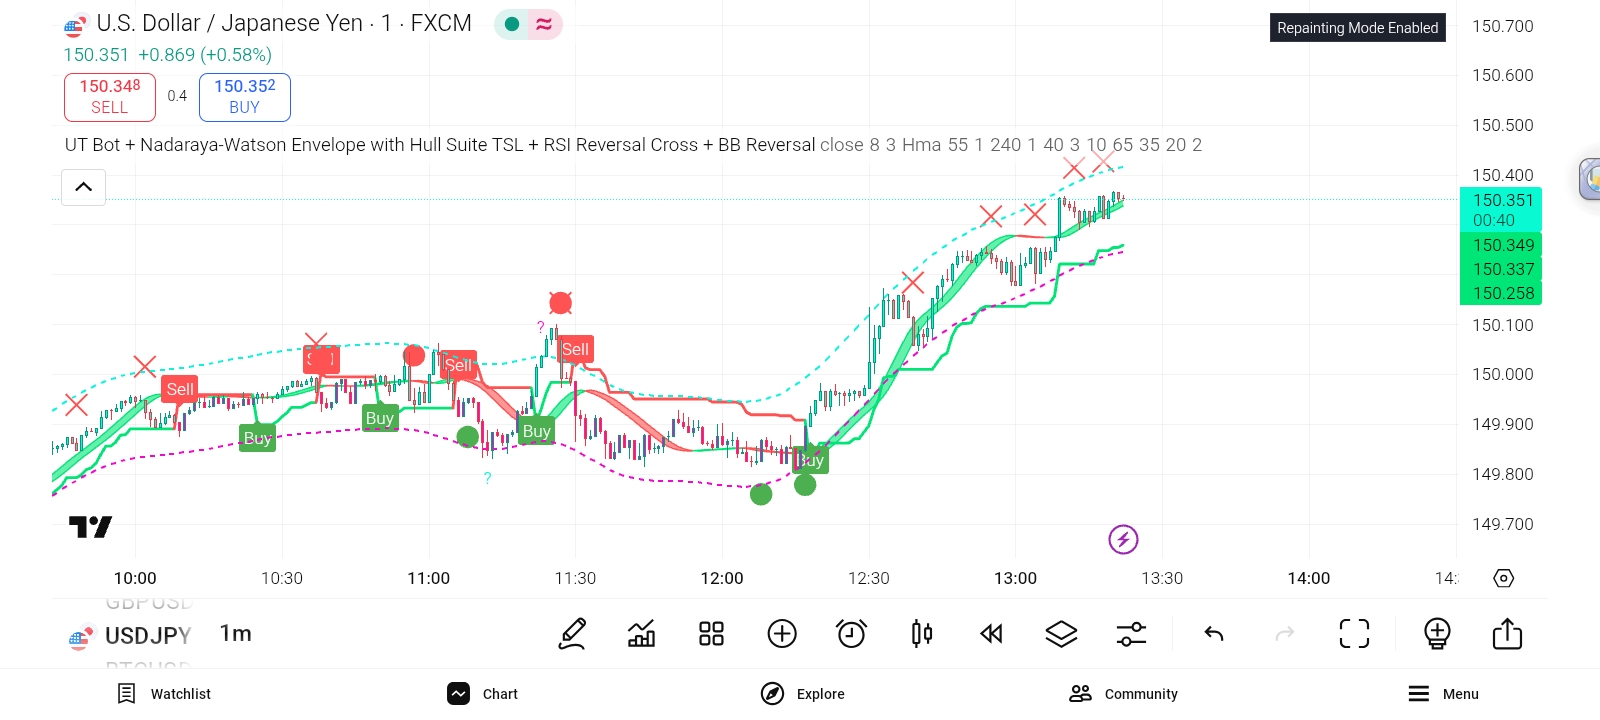 U.S. Dollar / Japanese Yen · 1 · FXCM
Repainting Mode Enabled
150.351 +0.869 (+0.58%)
150.348
SELL
0.4
150.352
BUY
UT Bot + Nadaraya-Watson Envelope with Hull Suite TSL + RSI Reversal Cross + BB Reversal close 8 3 Hma 55 1 240 1 40 3 10 65 35 20 2
150.700
150.600
150.500
150.400
150.351
00:40
150.349
150.337
150.258
150.100
150.000
149.900
149.800
149.700
Sell
Sell
Sell
Sell
Buy
Buy
Buy
Buy
?
?
10:00
10:30
11:00
11:30
12:00
12:30
13:00
13:30
14:00
14:
GBPUSD
USDJPY
1m
BTCUSD
Watchlist
Chart
Explore
Community
Menu